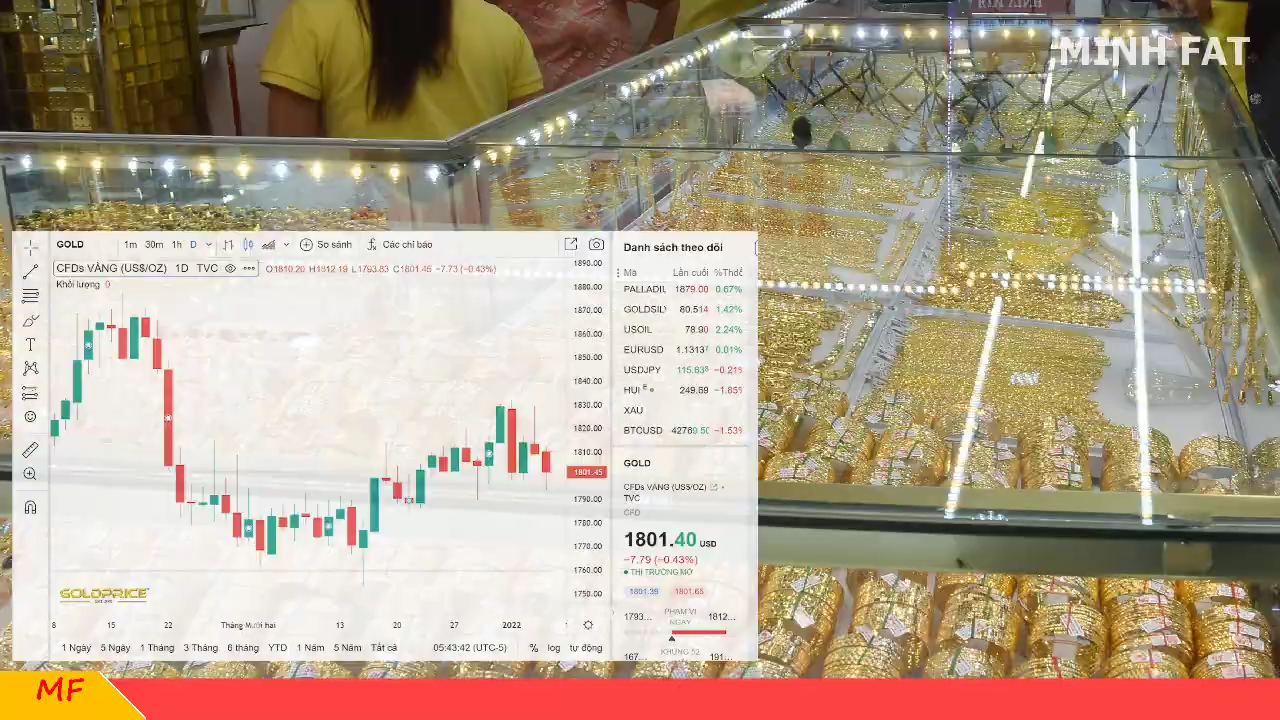 KIM LINH
MINH FAT
GOLD 1m 30m 1h D So sánh Các chỉ báo
CFDs VÀNG (US$/OZ) 1D TVC O1810.20 H1812.19 L1793.83 C1801.45 −7.73 (−0.43%)
Khối lượng 0
1890.00
1880.00
1870.00
1860.00
1850.00
1840.00
1830.00
1820.00
1810.00
1801.45
1790.00
1780.00
1770.00
1760.00
1750.00
GOLDPRICE
8 15 22 Tháng Mười hai 13 20 27 2022
1 Ngày 5 Ngày 1 Tháng 3 Tháng 6 tháng YTD 1 Năm 5 Năm Tất cả 05:43:42 (UTC-5) % log tự động
Danh sách theo dõi
Mã Lần cuối %Thđc
PALLADIU 1879.00 0.67%
GOLDSILV 80.514 1.42%
USOIL 78.90 2.24%
EURUSD 1.1313 0.01%
USDJPY 115.63 −0.21%
HUI E 249.69 −1.85%
XAU
BTCUSD 42769.50 −1.53%
GOLD
CFDs VÀNG (US$/OZ)
TVC
CFD
1801.40 USD
−7.79 (−0.43%)
THỊ TRƯỜNG MỞ
1801.39 1801.65
1793... PHẠM VI NGÀY 1812...
167... KHUNG 52 191...
MF